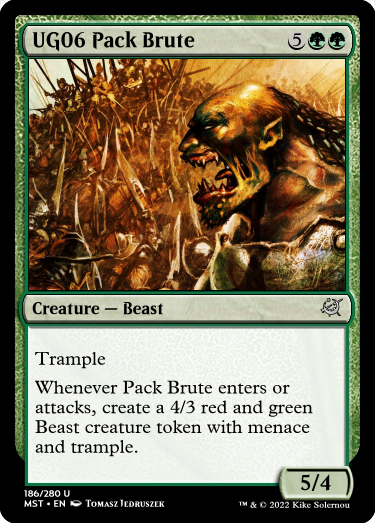 UG06 Pack Brute 5
Creature — Beast
Trample
Whenever Pack Brute enters or
attacks, create a 4/3 red and green
Beast creature token with menace
and trample.
5/4
186/280 U
MST • EN Tomasz Jedruszek
™ & © 2022 Kike Solernou